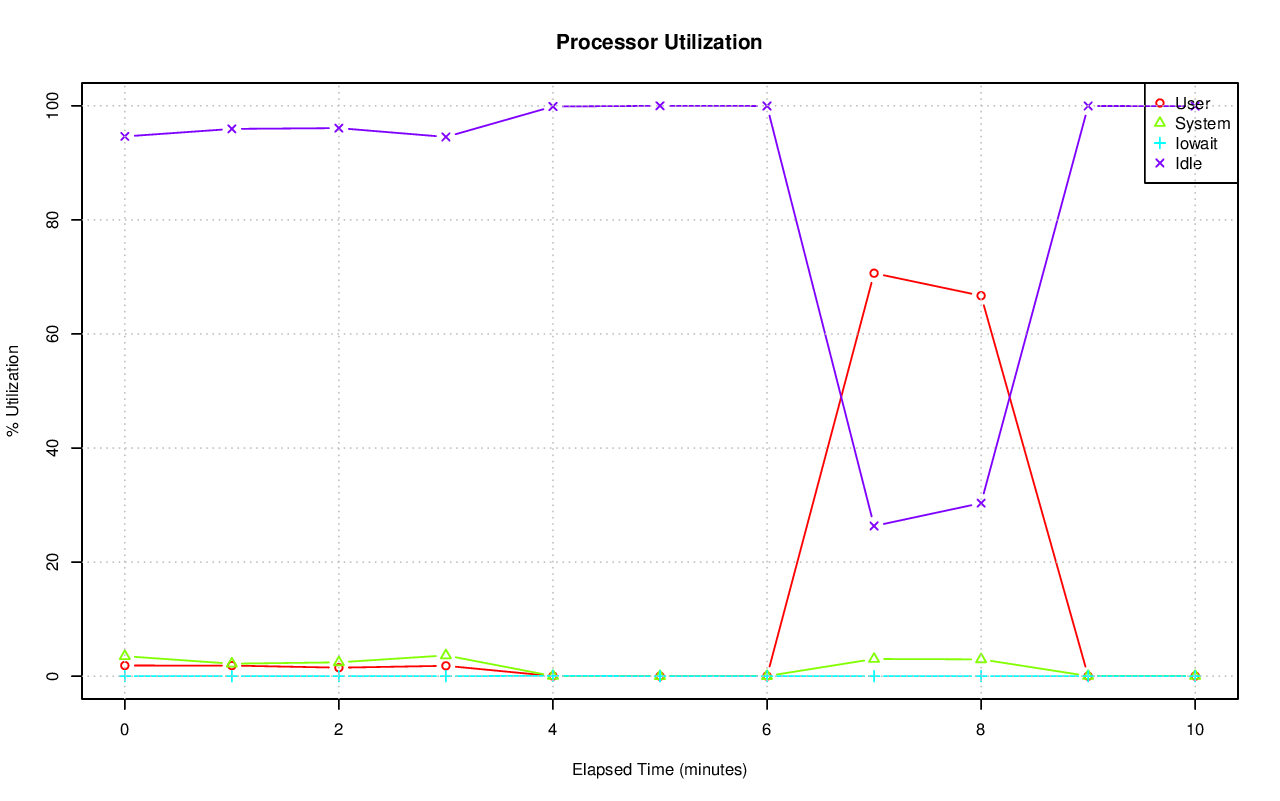 Processor Utilization
% Utilization
100
80
60
40
20
0
User
System
Iowait
Idle
0 2 4 6 8 10
Elapsed Time (minutes)